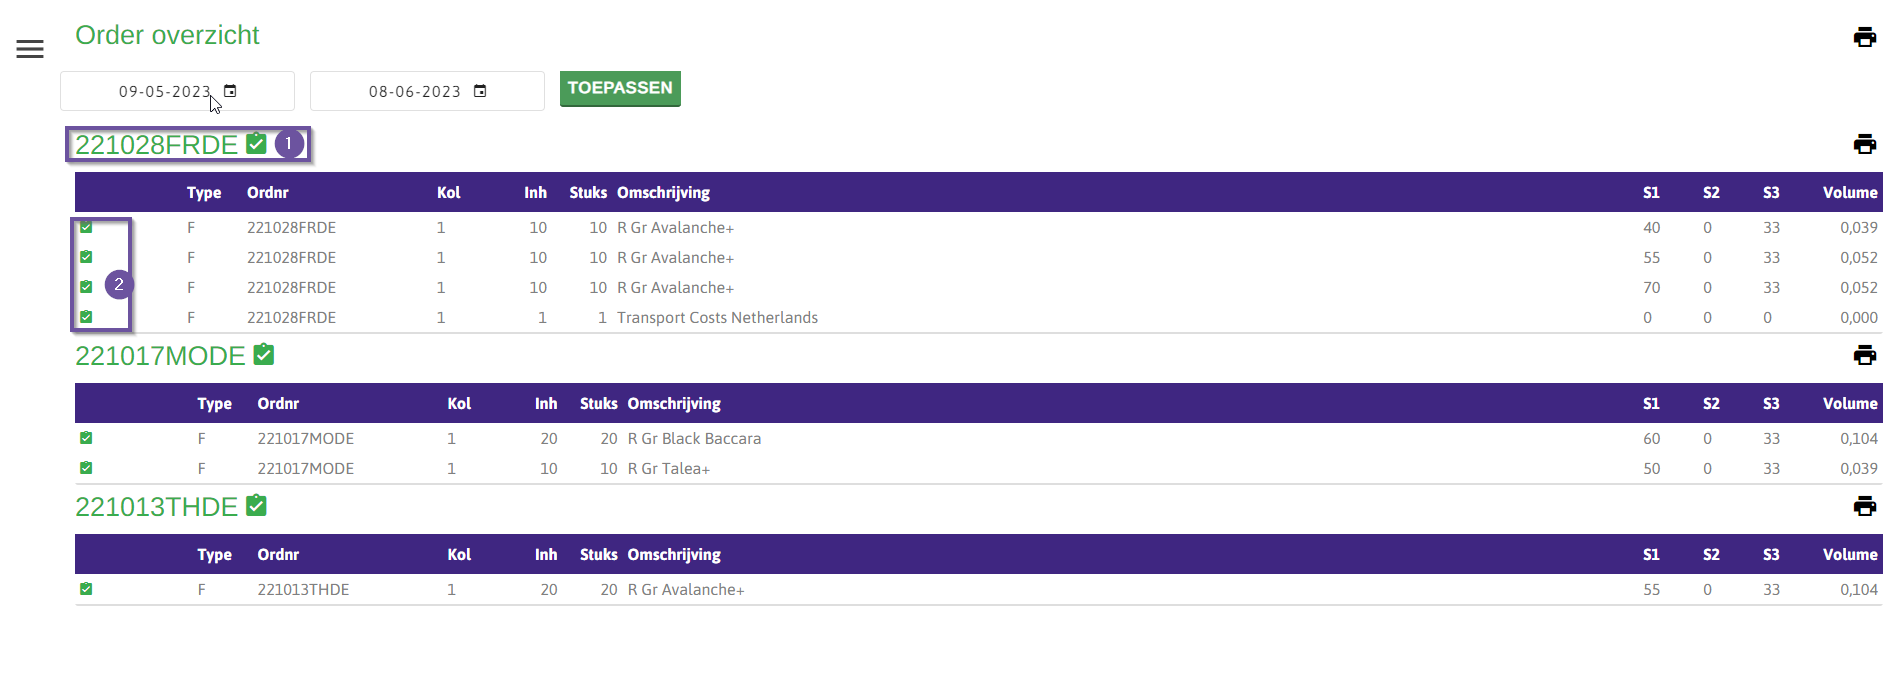 Order overzicht
09-05-2023 08-06-2023 TOEPASSEN
221028FRDE 1
Type Ordnr Kol Inh Stuks Omschrijving S1 S2 S3 Volume
F 221028FRDE 1 10 10 R Gr Avalanche+ 40 0 33 0,039
F 221028FRDE 1 10 10 R Gr Avalanche+ 55 0 33 0,052
2 F 221028FRDE 1 10 10 R Gr Avalanche+ 70 0 33 0,052
F 221028FRDE 1 1 1 Transport Costs Netherlands 0 0 0 0,000
221017MODE
Type Ordnr Kol Inh Stuks Omschrijving S1 S2 S3 Volume
F 221017MODE 1 20 20 R Gr Black Baccara 60 0 33 0,104
F 221017MODE 1 10 10 R Gr Talea+ 50 0 33 0,039
221013THDE
Type Ordnr Kol Inh Stuks Omschrijving S1 S2 S3 Volume
F 221013THDE 1 20 20 R Gr Avalanche+ 55 0 33 0,104